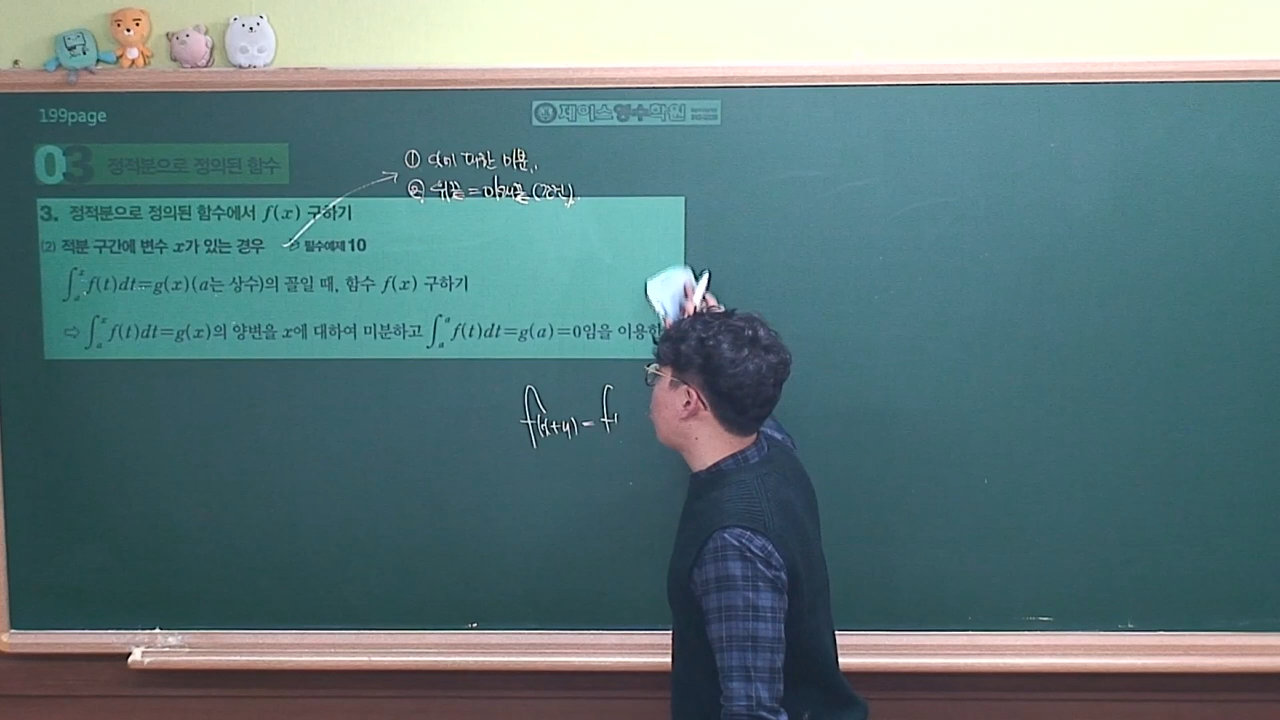 199page
제이스영수학원
03 정적분으로 정의된 함수
① x에 대한 미분.
② 위끝=아래끝(조건).
3. 정적분으로 정의된 함수에서 f(x) 구하기
(2) 적분 구간에 변수 x가 있는 경우 필수예제 10
∫ₐˣ f(t)dt=g(x)(a는 상수)의 꼴일 때, 함수 f(x) 구하기
⇨ ∫ₐˣ f(t)dt=g(x)의 양변을 x에 대하여 미분하고 ∫ₐᵃ f(t)dt=g(a)=0임을 이용한
f(x+y)=f(